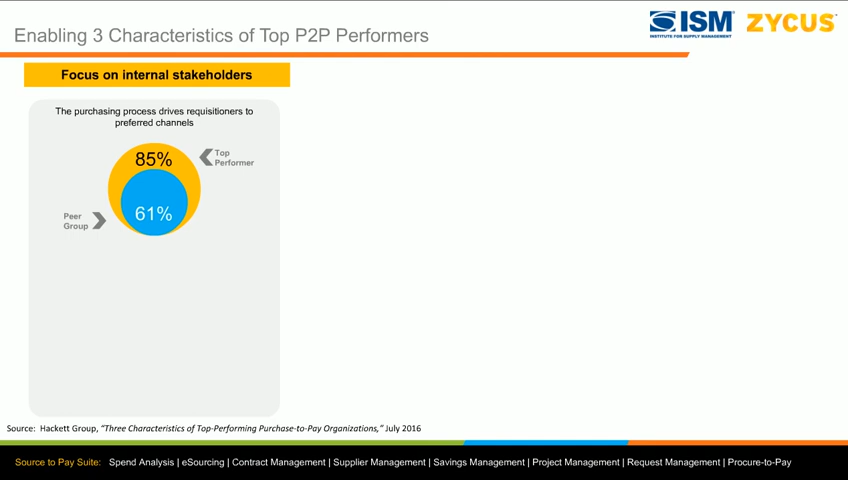 Enabling 3 Characteristics of Top P2P Performers
ISM
INSTITUTE FOR SUPPLY MANAGEMENT
ZYCUS
Focus on internal stakeholders
The purchasing process drives requisitioners to
preferred channels
85%
Top
Performer
61%
Peer
Group
Source: Hackett Group, “Three Characteristics of Top-Performing Purchase-to-Pay Organizations,” July 2016
Source to Pay Suite: Spend Analysis | eSourcing | Contract Management | Supplier Management | Savings Management | Project Management | Request Management | Procure-to-Pay